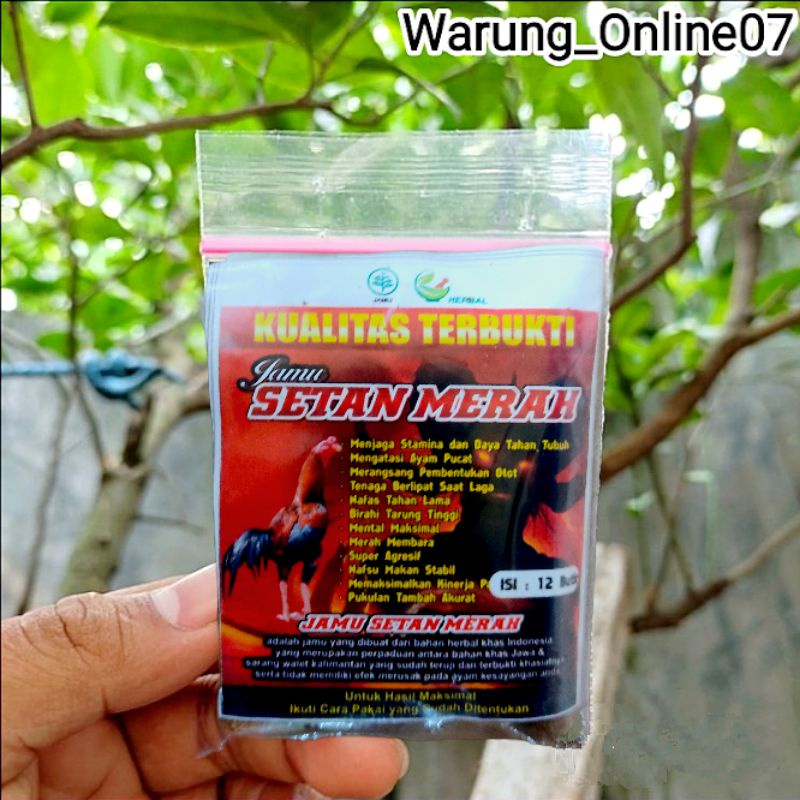 Warung_Online07
JAMU
HERBAL
KUALITAS TERBUKTI
Jamu
SETAN MERAH
Menjaga Stamina dan Daya Tahan Tubuh
Mengatasi Ayam Pucat
Merangsang Pembentukan Otot
Tenaga Berlipat Saat Laga
Nafas Tahan Lama
Birahi Tarung Tinggi
Mental Maksimal
Merah Membara
Super Agresif
Nafsu Makan Stabil
Memaksimalkan Kinerja
Pukulan Tambah Akurat
ISI : 12
JAMU SETAN MERAH
adalah jamu yang dibuat dari bahan herbal khas Indonesia
yang merupakan perpaduan antara bahan khas Jawa &
sarang walet kalimantan yang sudah teruji dan terbukti khasiatnya
serta tidak memiliki efek merusak pada ayam kesayangan anda
Untuk Hasil Maksimal
Ikuti Cara Pakai yang Sudah Ditentukan